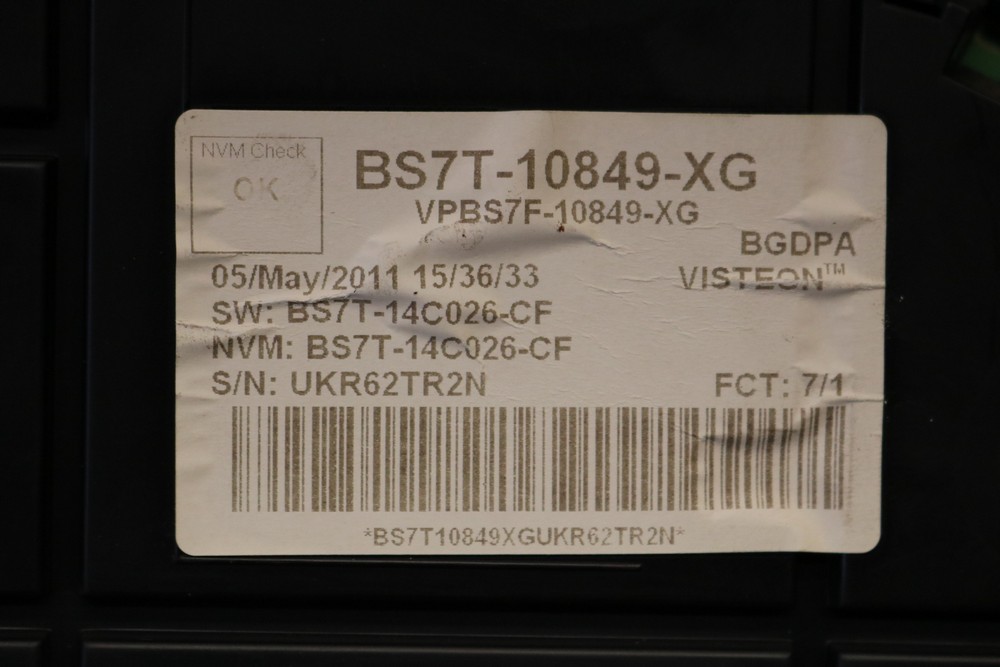 NVM Check
OK
BS7T-10849-XG
VPBS7F-10849-XG
BGDPA
05/May/2011 15/36/33
VISTEON™
SW: BS7T-14C026-CF
NVM: BS7T-14C026-CF
S/N: UKR62TR2N
FCT: 7/1
*BS7T10849XGUKR62TR2N*